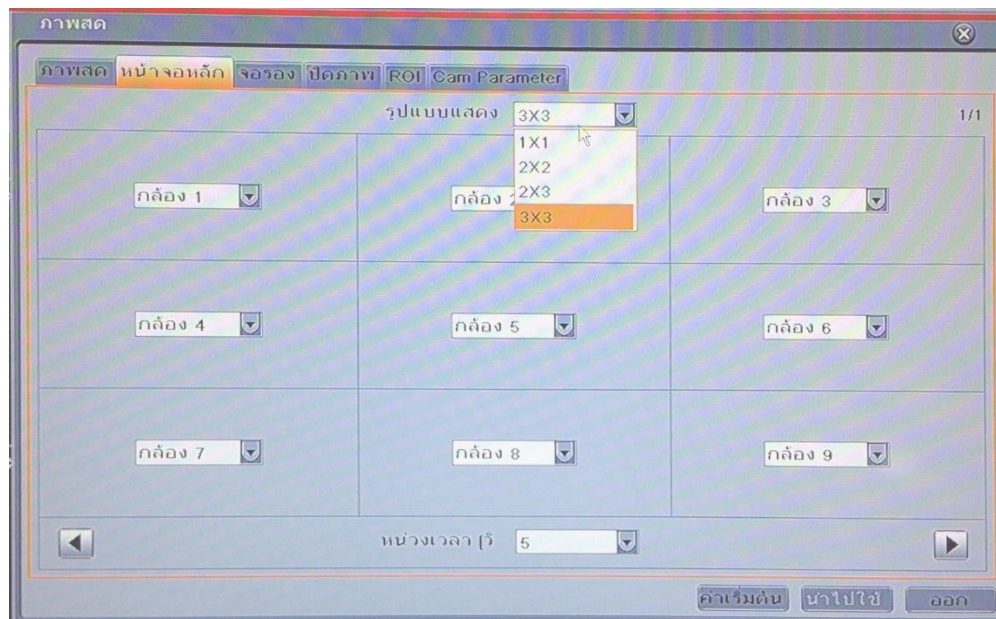 ภาพสด
ภาพสด หน้าจอหลัก จอรอง ปิดภาพ ROI Cam Parameter
รูปแบบแสดง 3X3 1/1
1X1
2X2
2X3
3X3
กล้อง 1 กล้อง กล้อง 3
กล้อง 4 กล้อง 5 กล้อง 6
กล้อง 7 กล้อง 8 กล้อง 9
หน่วงเวลา [วิ 5
ค่าเริ่มต้น นำไปใช้ ออก